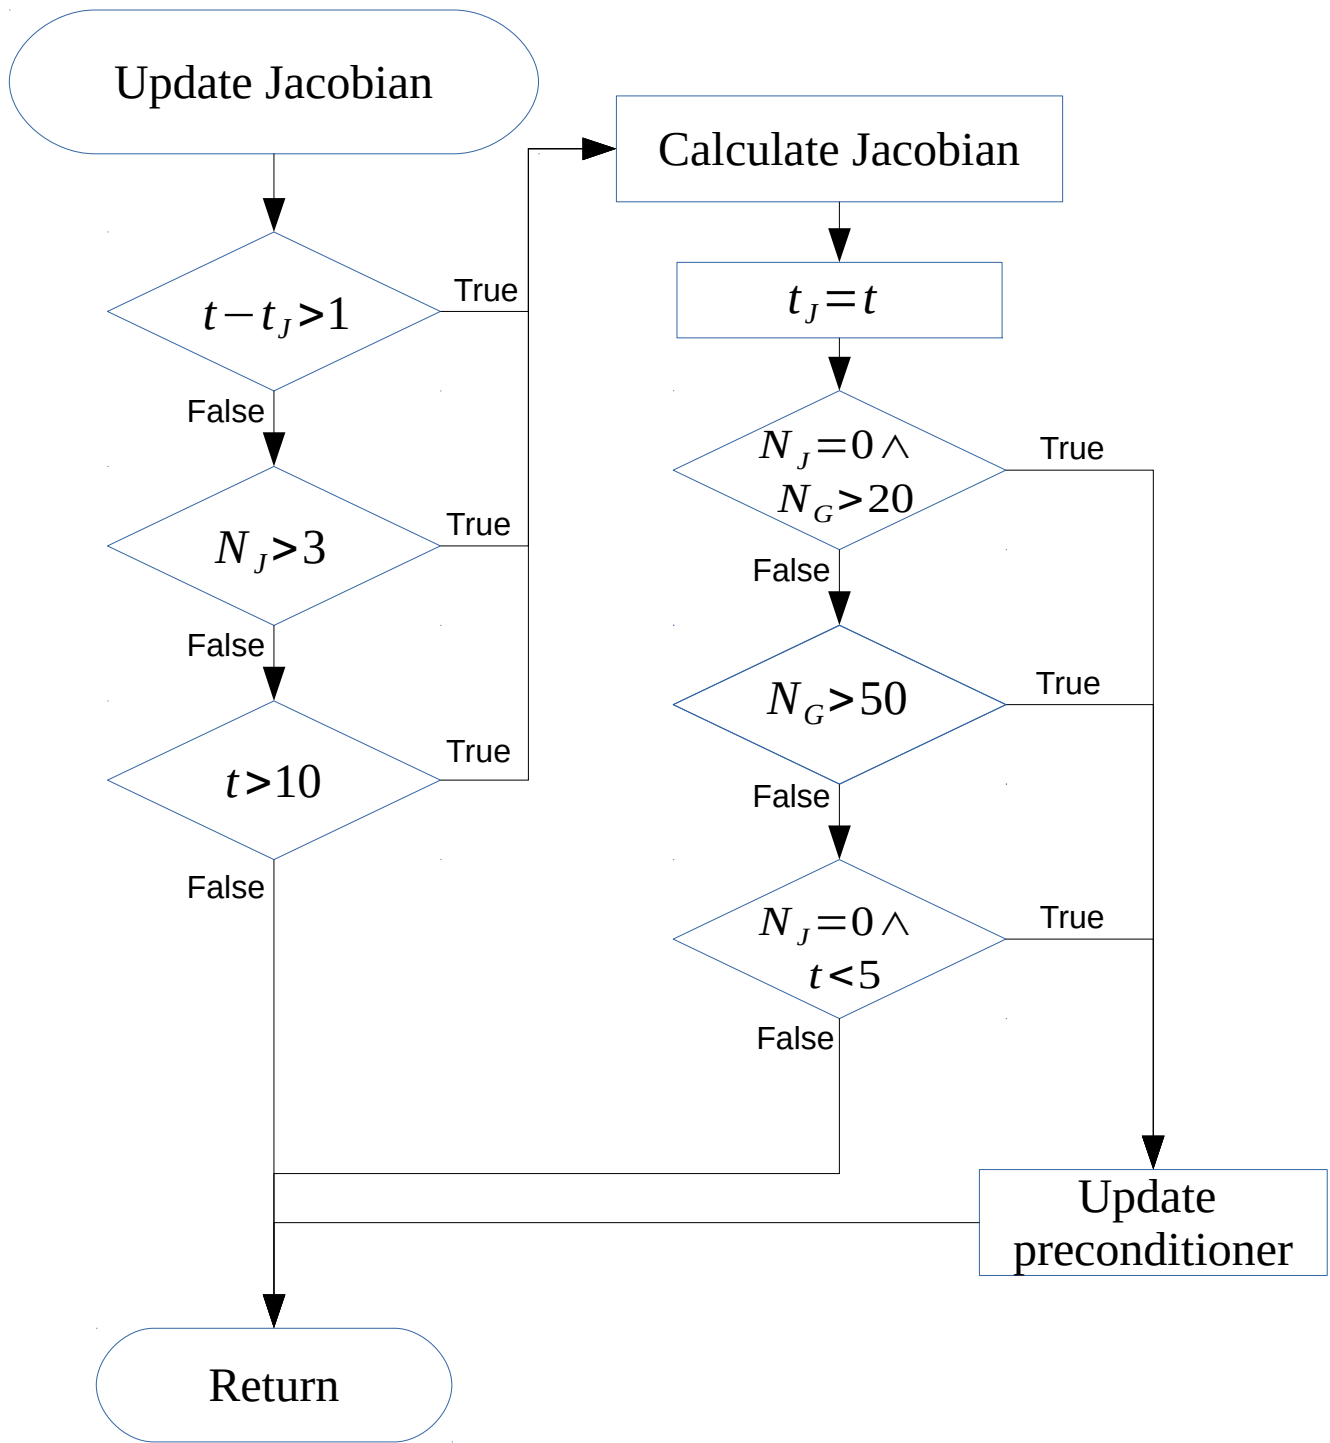 Update Jacobian
t−t_J>1
True
False
N_J>3
True
False
t>10
True
False
Calculate Jacobian
t_J=t
N_J=0∧
N_G>20
True
False
N_G>50
True
False
N_J=0∧
t<5
True
False
Update
preconditioner
Return